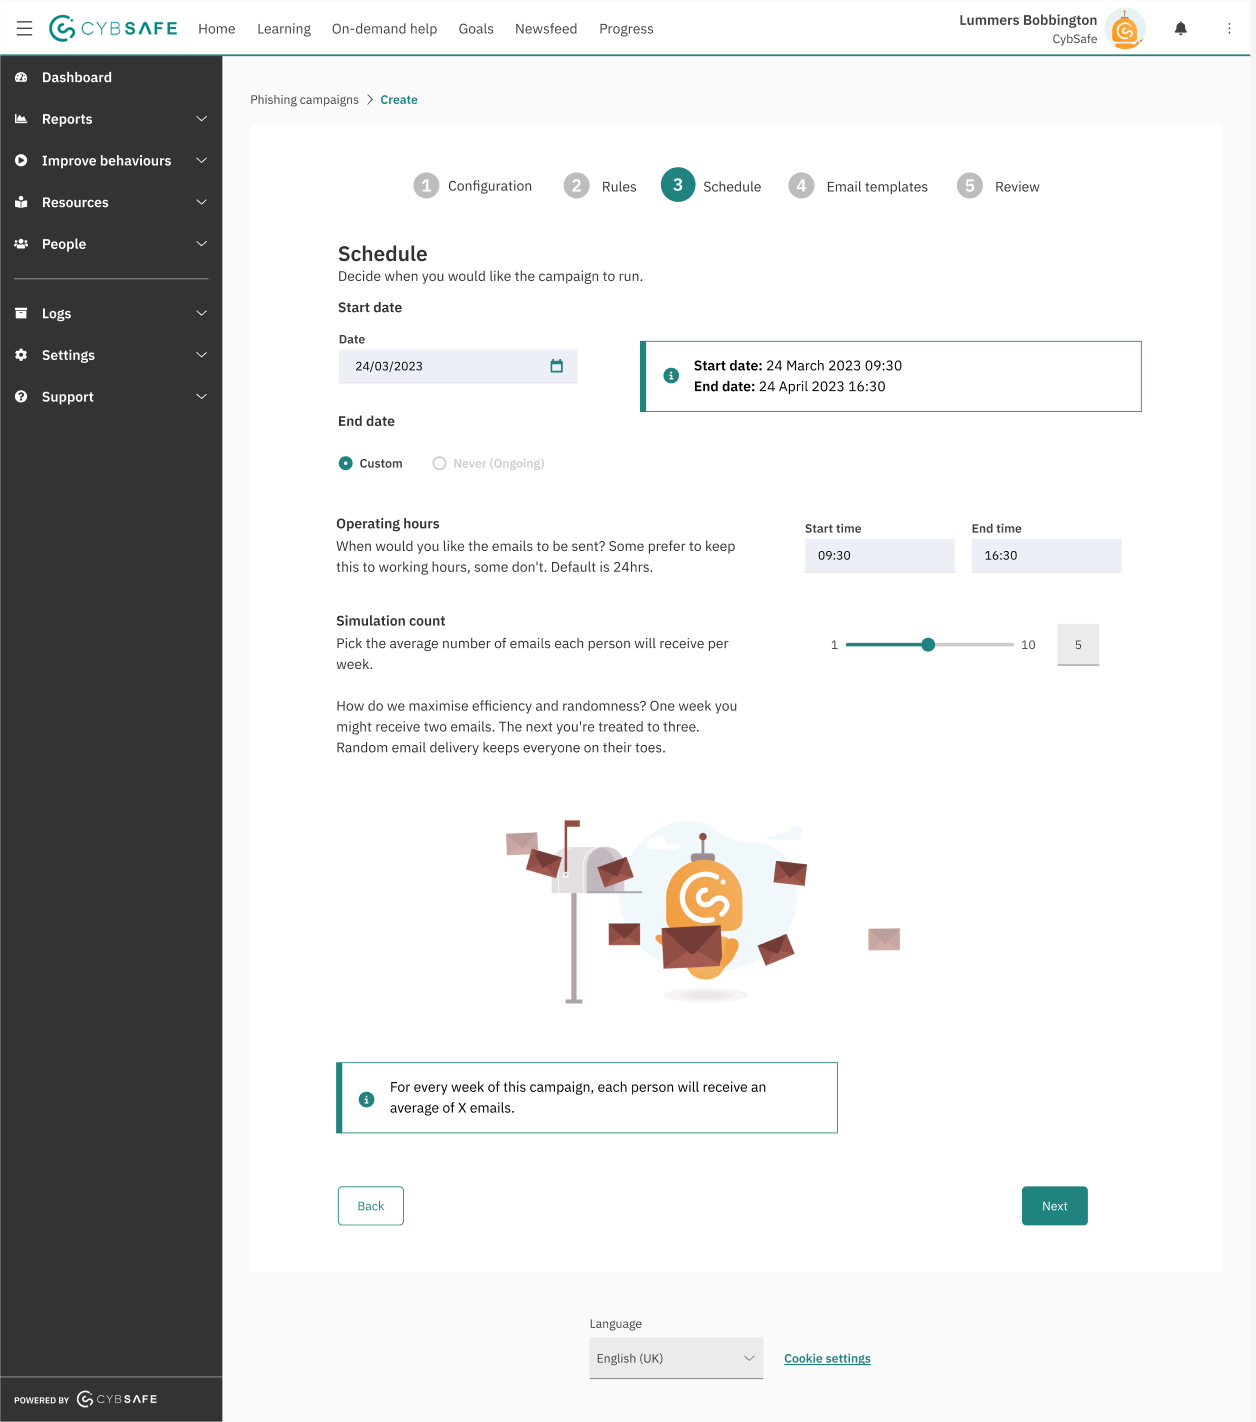 CYBSAFE
Home
Learning
On-demand help
Goals
Newsfeed
Progress
Lummers Bobbington
CybSafe
Dashboard
Reports
Improve behaviours
Resources
People
Logs
Settings
Support
Phishing campaigns > Create
1 Configuration
2 Rules
3 Schedule
4 Email templates
5 Review
Schedule
Decide when you would like the campaign to run.
Start date
Date
24/03/2023
Start date: 24 March 2023 09:30
End date: 24 April 2023 16:30
End date
Custom
Never (Ongoing)
Operating hours
When would you like the emails to be sent? Some prefer to keep
this to working hours, some don't. Default is 24hrs.
Start time
09:30
End time
16:30
Simulation count
Pick the average number of emails each person will receive per
week.
1
10
5
How do we maximise efficiency and randomness? One week you
might receive two emails. The next you're treated to three.
Random email delivery keeps everyone on their toes.
For every week of this campaign, each person will receive an
average of X emails.
Back
Next
Language
English (UK)
Cookie settings
POWERED BY CYBSAFE